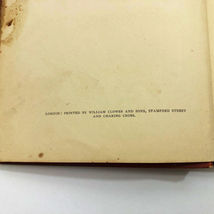 LONDON: PRINTED BY WILLIAM CLOWES AND SONS, STAMFORD STREET
AND CHARING CROSS.